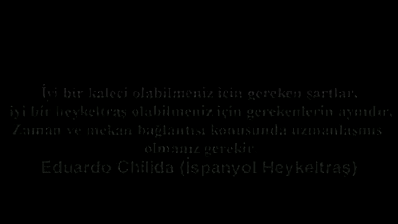 İyi bir kaleci olabilmeniz için gereken şartlar,
iyi bir heykeltraş olabilmeniz için gerekenlerin aynıdır.
Zaman ve mekan bağlantısı konusunda uzmanlaşmış
olmanız gerekir
Eduardo Chilida (İspanyol Heykeltraş)